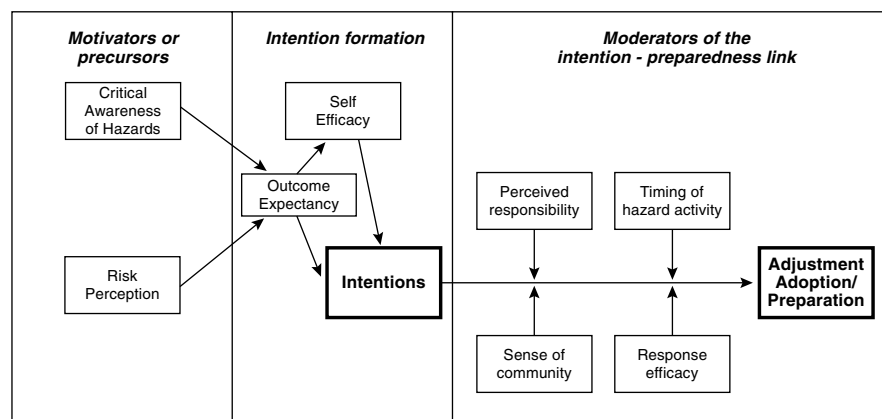 Motivators or
precursors
Intention formation
Moderators of the
intention - preparedness link
Critical
Awareness
of Hazards
Self
Efficacy
Outcome
Expectancy
Perceived
responsibility
Timing of
hazard activity
Risk
Perception
Intentions
Adjustment
Adoption/
Preparation
Sense of
community
Response
efficacy